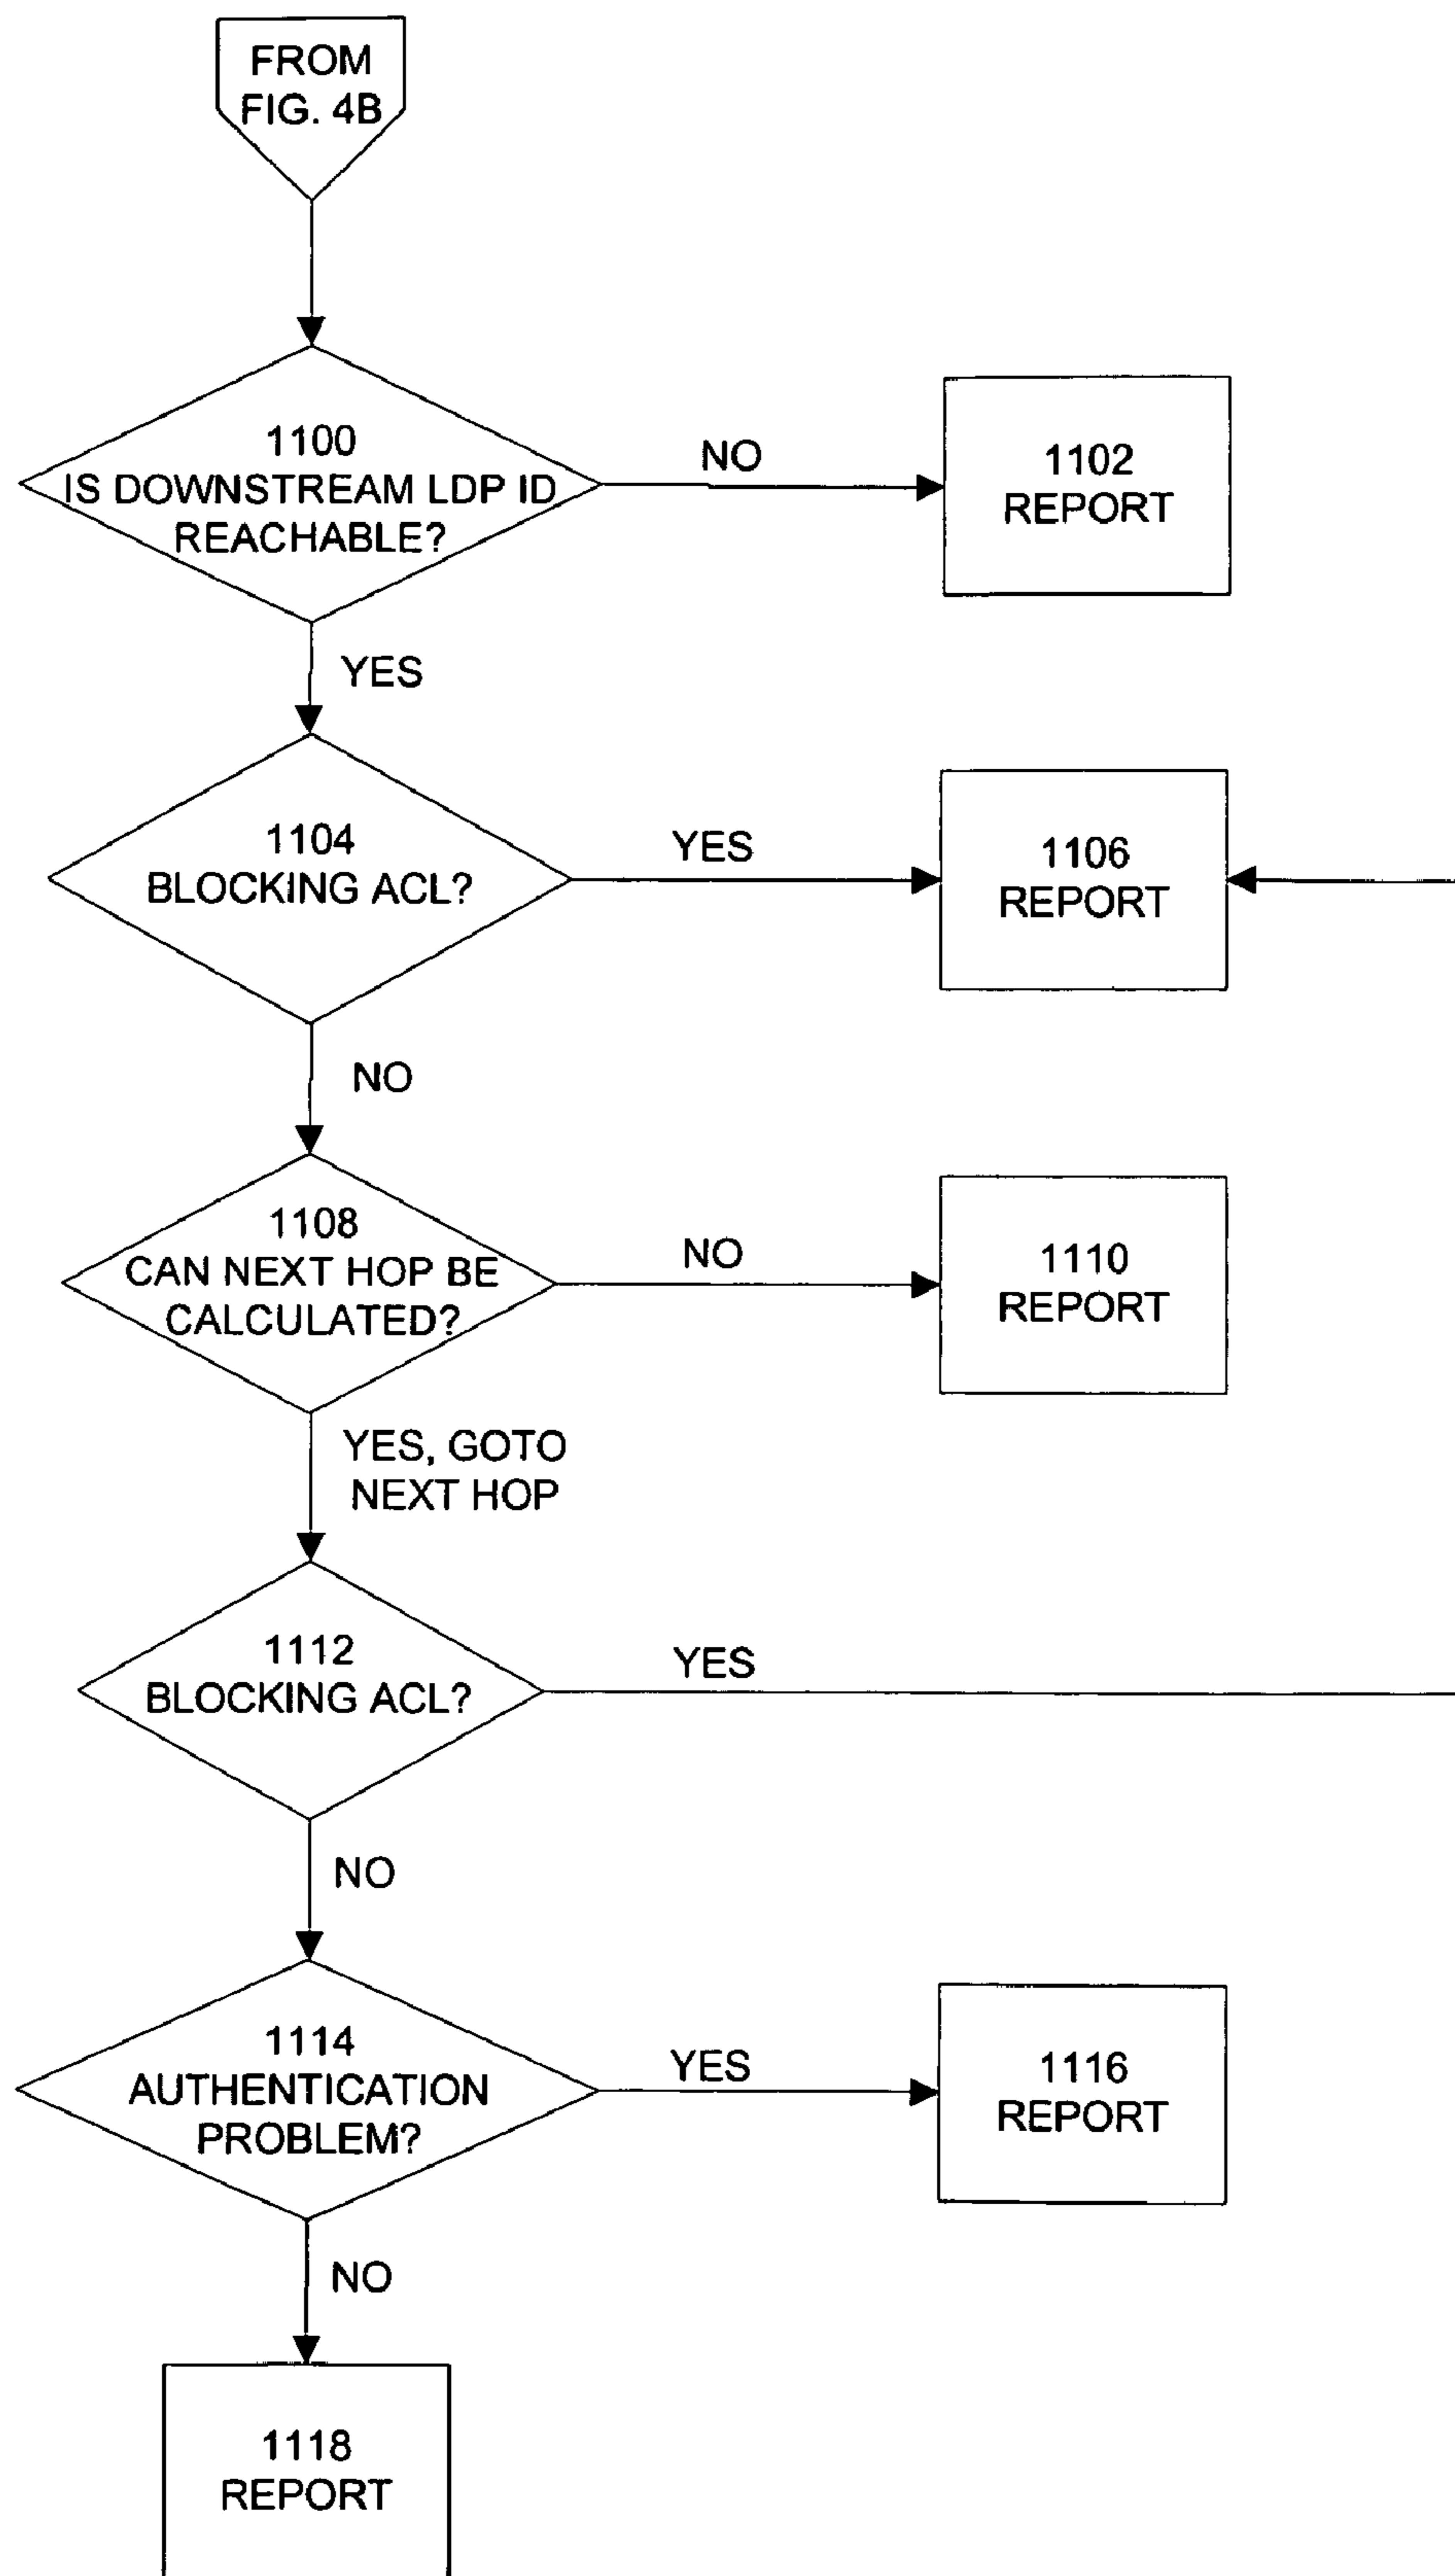 FROM
FIG. 4B
1100
IS DOWNSTREAM LDP ID
REACHABLE?
NO
1102
REPORT
YES
1104
BLOCKING ACL?
YES
1106
REPORT
NO
1108
CAN NEXT HOP BE
CALCULATED?
NO
1110
REPORT
YES, GOTO
NEXT HOP
1112
BLOCKING ACL?
YES
NO
1114
AUTHENTICATION
PROBLEM?
YES
1116
REPORT
NO
1118
REPORT